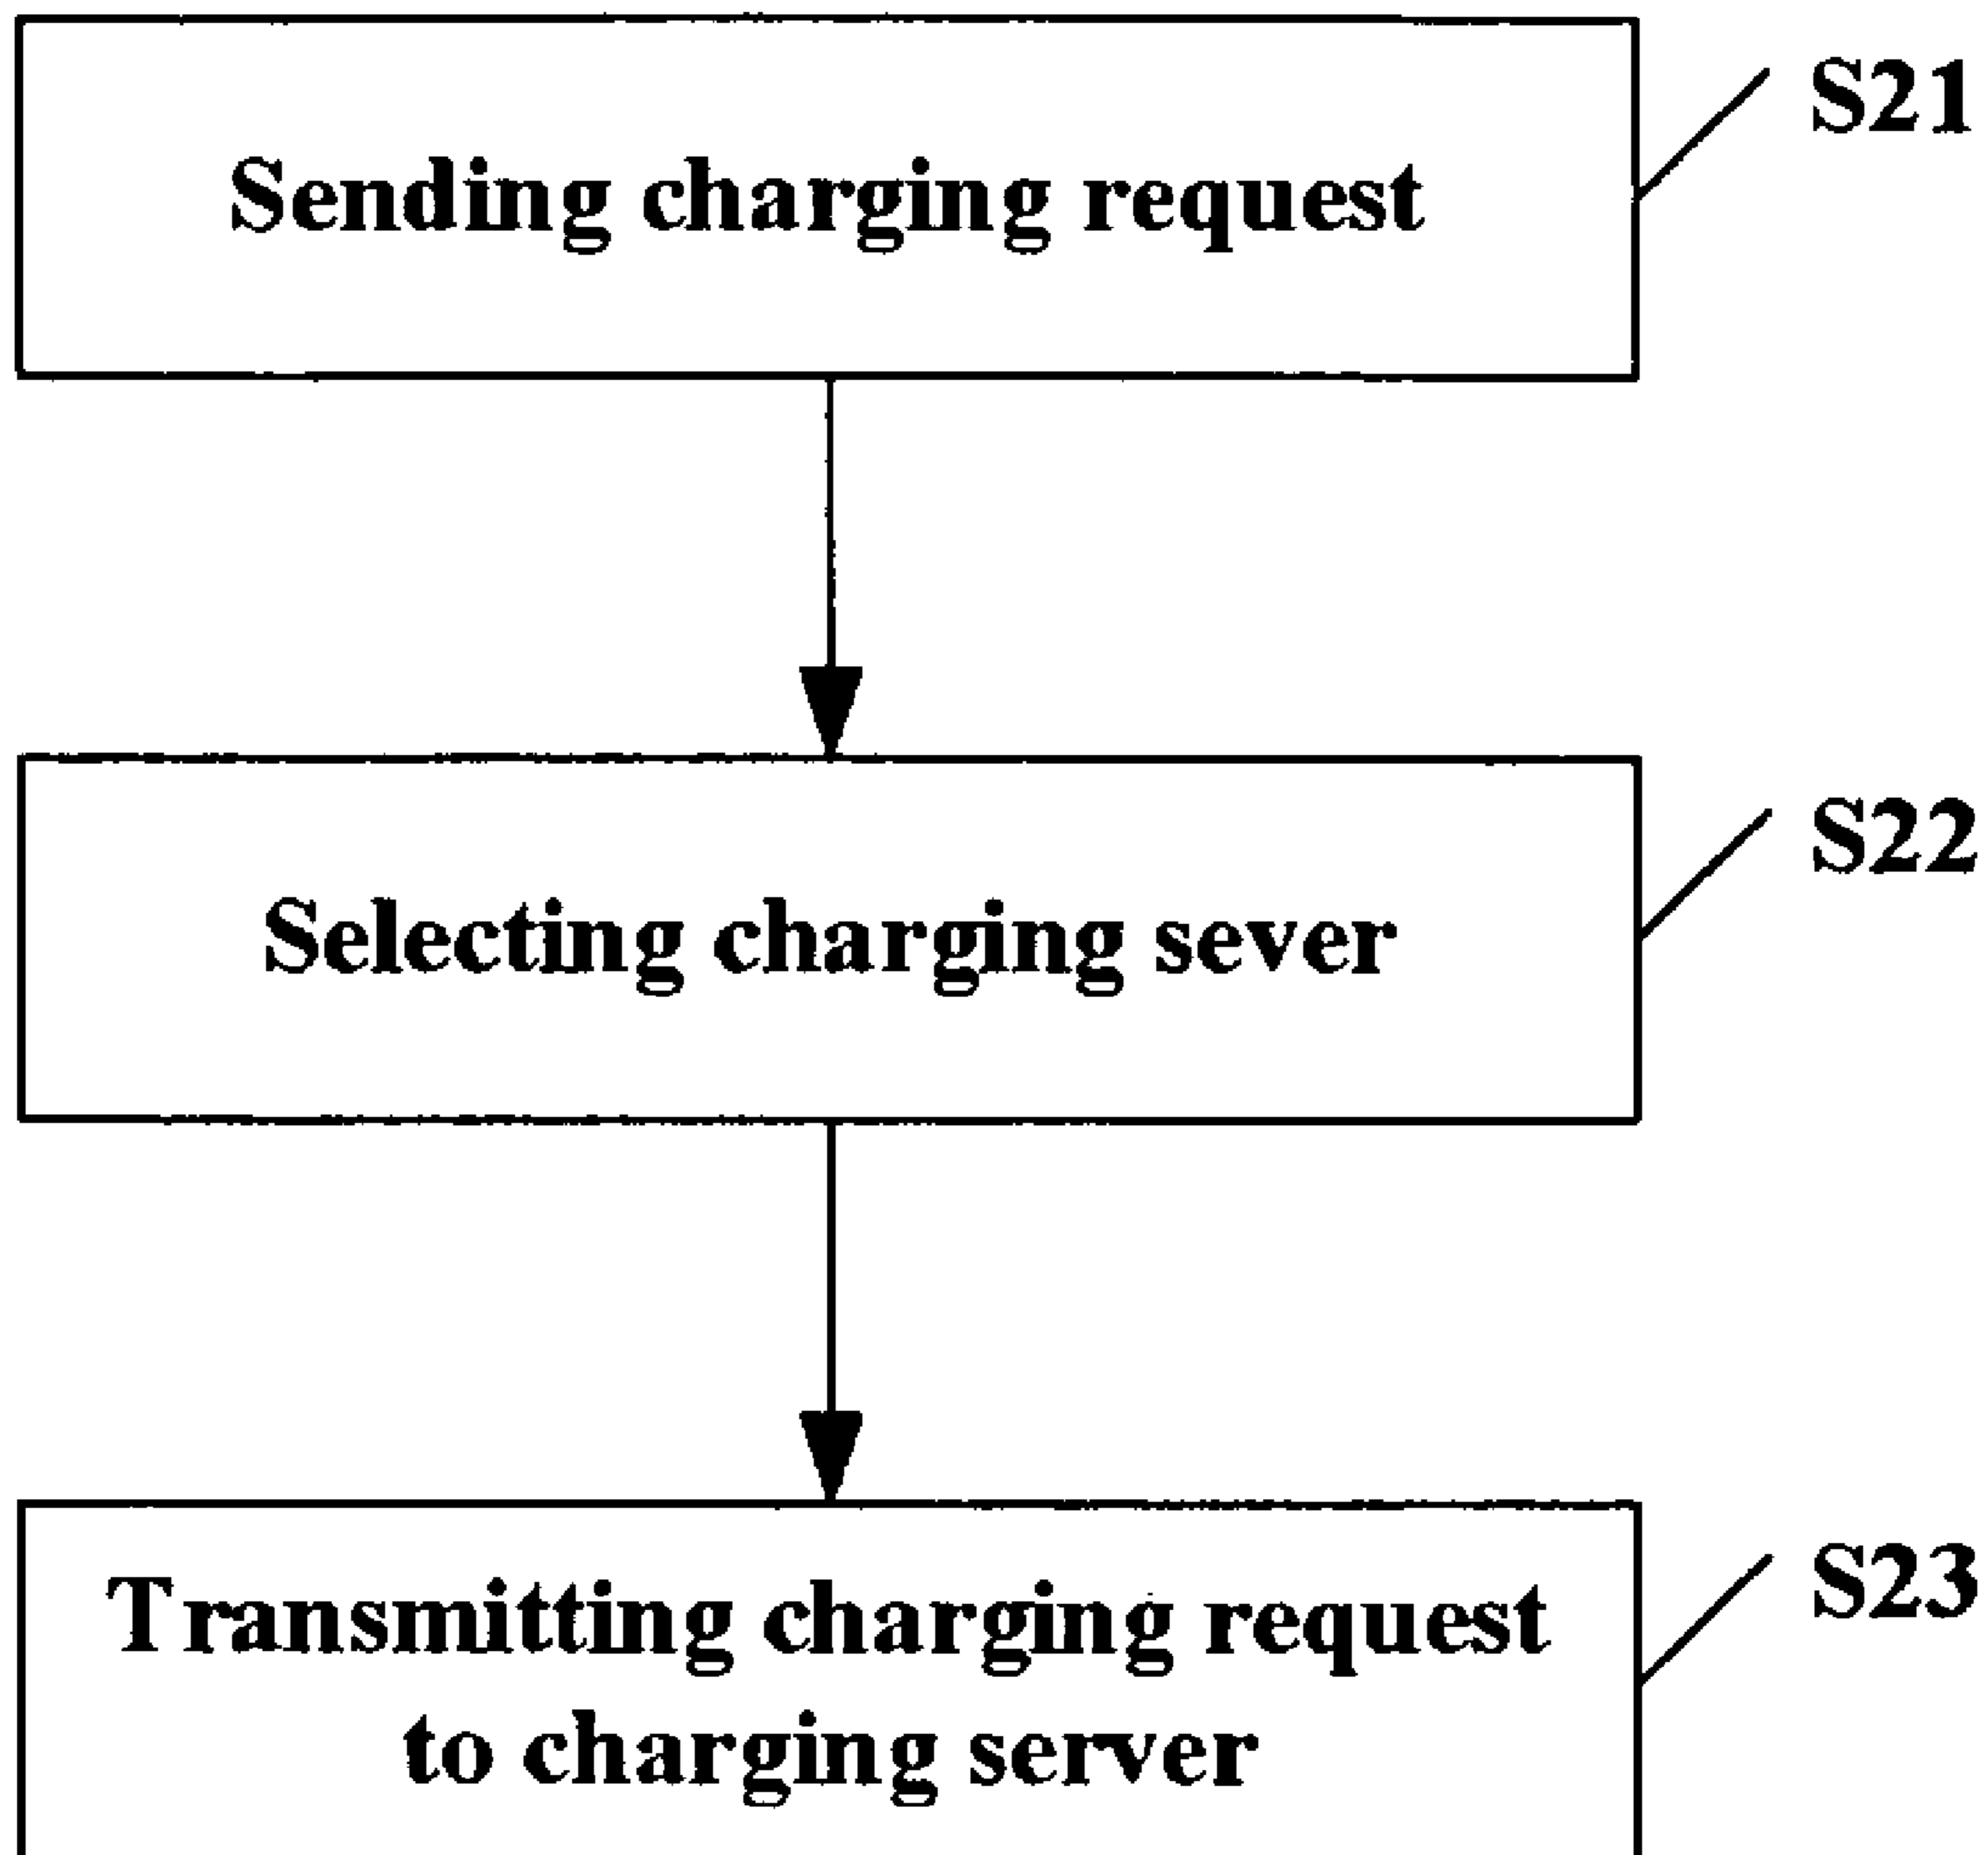 S21
Sending charging request
S22
Selecting charging sever
S23
Transmitting charging request
to charging server